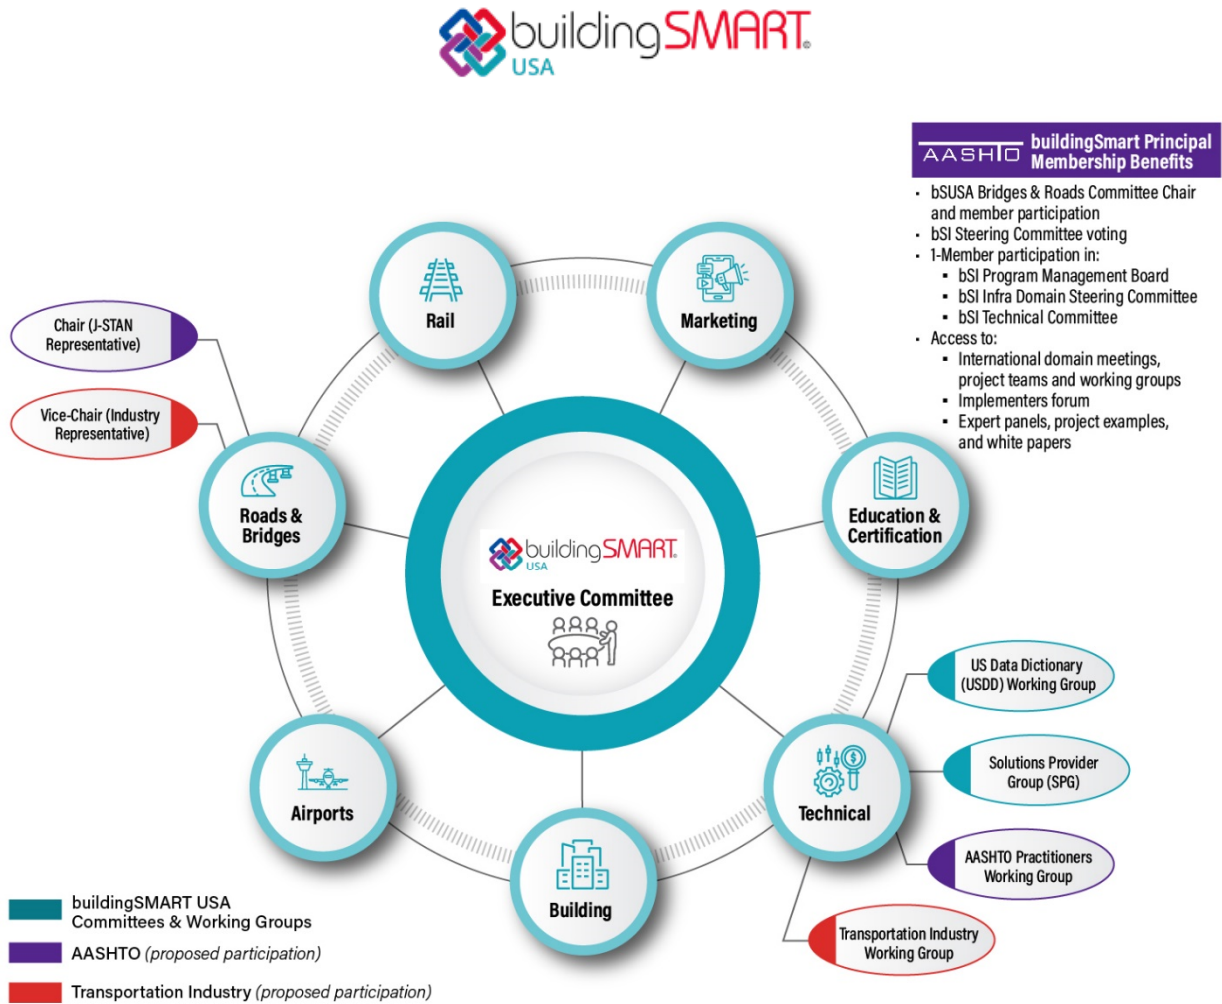 buildingSMART
USA
AASHTO
buildingSmart Principal
Membership Benefits
· bSUSA Bridges & Roads Committee Chair
and member participation
· bSI Steering Committee voting
· 1-Member participation in:
▪ bSI Program Management Board
▪ bSI Infra Domain Steering Committee
▪ bSI Technical Committee
· Access to:
▪ International domain meetings,
project teams and working groups
▪ Implementers forum
▪ Expert panels, project examples,
and white papers
Rail
Marketing
Chair (J-STAN
Representative)
Vice-Chair (Industry
Representative)
Roads &
Bridges
Education &
Certification
buildingSMART
USA
Executive Committee
US Data Dictionary
(USDD) Working Group
Solutions Provider
Group (SPG)
Airports
Technical
AASHTO Practitioners
Working Group
Building
Transportation Industry
Working Group
buildingSMART USA
Committees & Working Groups
AASHTO (proposed participation)
Transportation Industry (proposed participation)